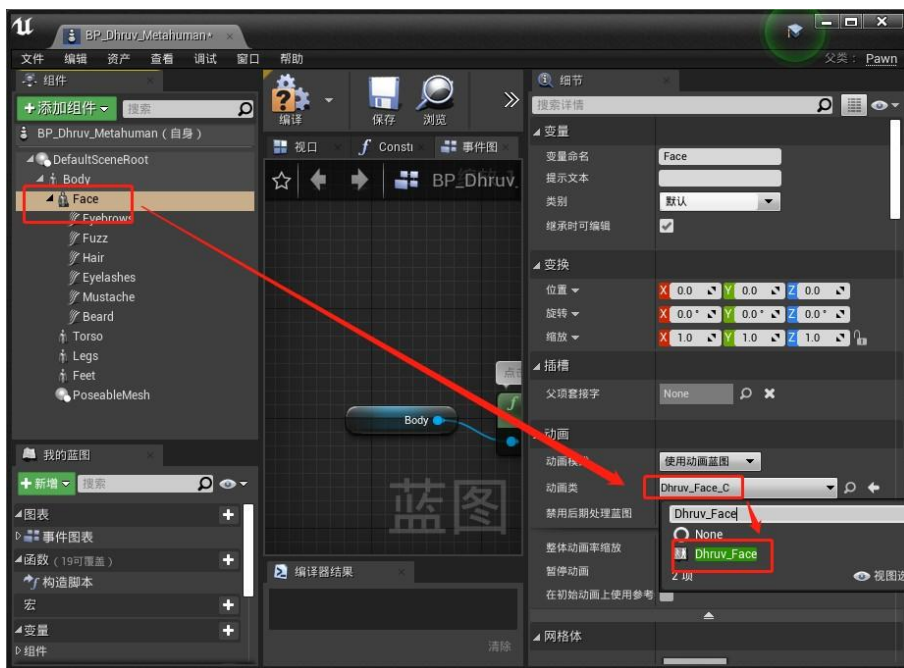 BP_Dhruv_Metahuman*
文件 编辑 资产 查看 调试 窗口 帮助
父类： Pawn
组件
+添加组件 搜索
BP_Dhruv_Metahuman（自身）
DefaultSceneRoot
Body
Face
Eyebrows
Fuzz
Hair
Eyelashes
Mustache
Beard
Torso
Legs
Feet
PoseableMesh
我的蓝图
+新增 搜索
图表
事件图表
函数（19可覆盖）
构造脚本
宏
变量
组件
编译 保存 浏览
视口 f Constı 事件图
BP_Dhruv_
Body
蓝图
编译器结果
清除
细节
搜索详情
变量
变量命名 Face
提示文本
类别 默认
继承时可编辑
变换
位置 X 0.0 Y 0.0 Z 0.0
旋转 X 0.0° Y 0.0° Z 0.0°
缩放 X 1.0 Y 1.0 Z 1.0
插槽
父项套接字 None
动画
动画模式 使用动画蓝图
动画类 Dhruv_Face_C
禁用后期处理蓝图 Dhruv_Face
None
Dhruv_Face
2 项 视图选
整体动画率缩放
暂停动画
在初始动画上使用参考
网格体